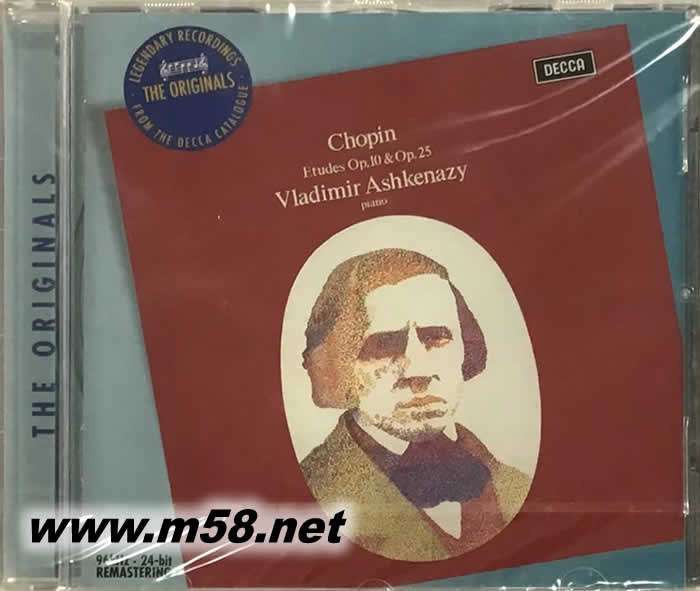 THE ORIGINALS
LEGENDARY RECORDINGS
THE ORIGINALS
FROM THE DECCA CATALOGUE
DECCA
Chopin
Etudes Op.10 & Op.25
Vladimir Ashkenazy
piano
www.m58.net
24-bit
REMASTERING